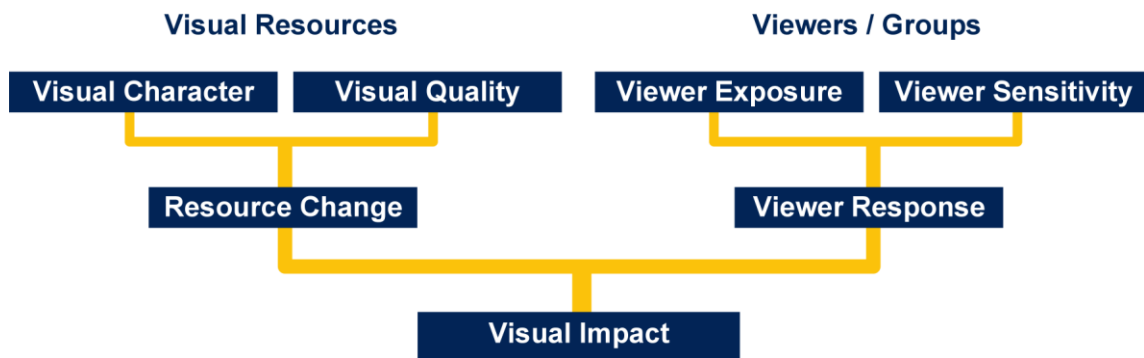 Visual Resources
Viewers / Groups
Visual Character
Visual Quality
Viewer Exposure
Viewer Sensitivity
Resource Change
Viewer Response
Visual Impact